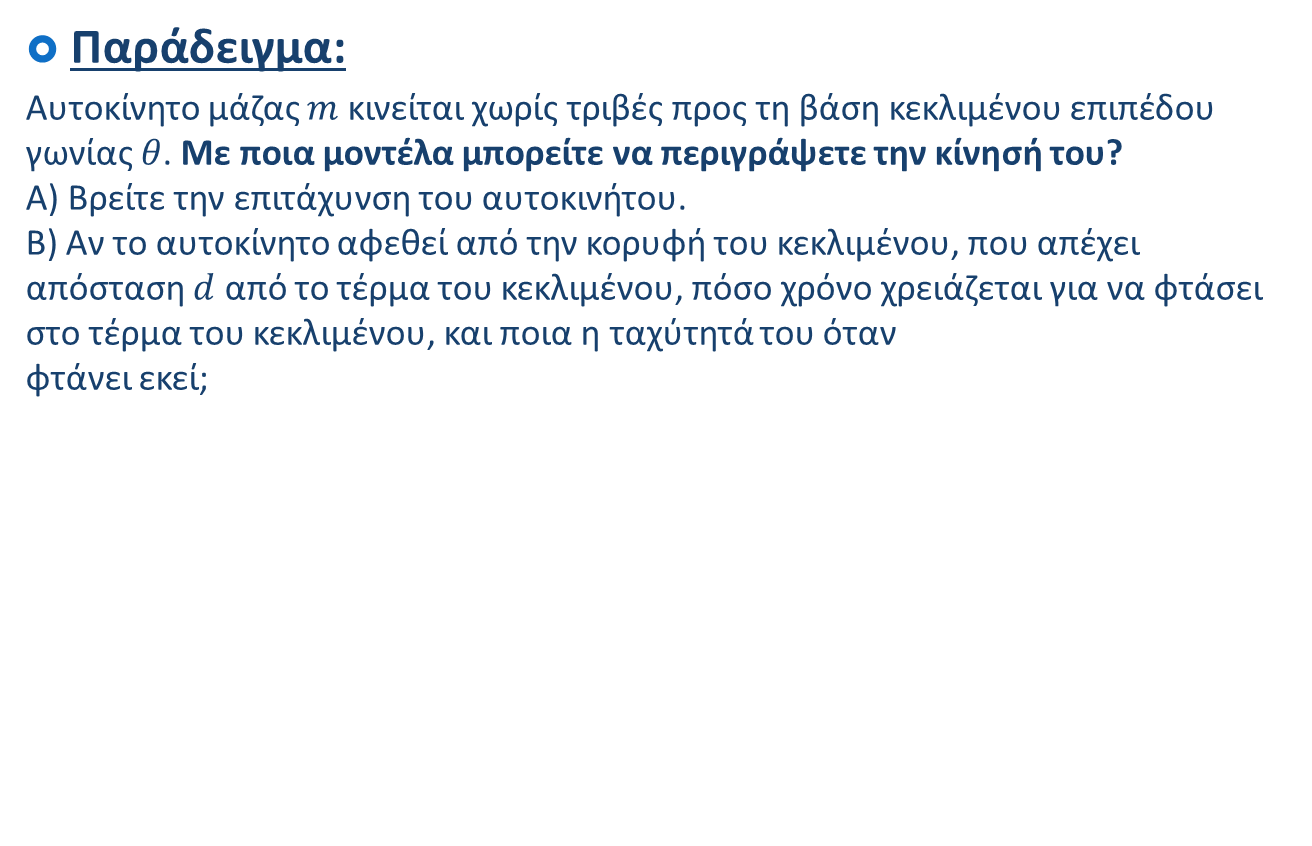 Παράδειγμα:
Αυτοκίνητο μάζας m κινείται χωρίς τριβές προς τη βάση κεκλιμένου επιπέδου
γωνίας θ. Με ποια μοντέλα μπορείτε να περιγράψετε την κίνησή του?
Α) Βρείτε την επιτάχυνση του αυτοκινήτου.
Β) Αν το αυτοκίνητο αφεθεί από την κορυφή του κεκλιμένου, που απέχει
απόσταση d από το τέρμα του κεκλιμένου, πόσο χρόνο χρειάζεται για να φτάσει
στο τέρμα του κεκλιμένου, και ποια η ταχύτητά του όταν
φτάνει εκεί;